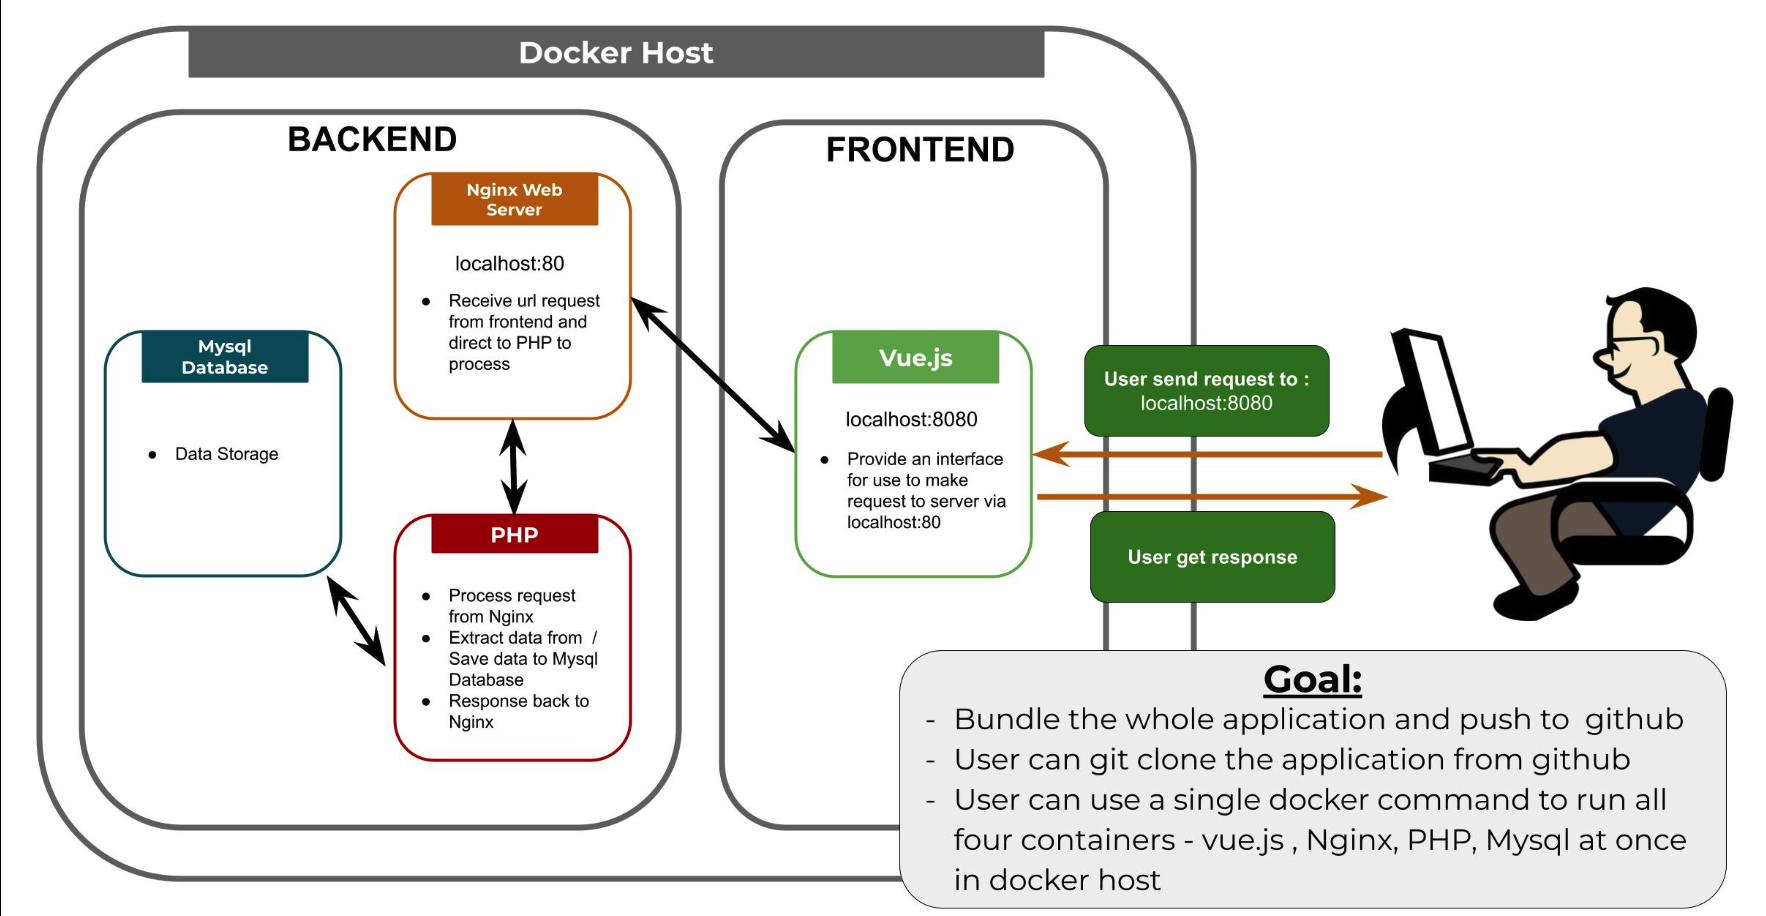 Docker Host
BACKEND
Nginx Web
Server
localhost:80
● Receive url request
from frontend and
direct to PHP to
process
Mysql
Database
● Data Storage
PHP
● Process request
from Nginx
● Extract data from /
Save data to Mysql
Database
● Response back to
Nginx
FRONTEND
Vue.js
localhost:8080
● Provide an interface
for use to make
request to server via
localhost:80
User send request to :
localhost:8080
User get response
Goal:
- Bundle the whole application and push to github
- User can git clone the application from github
- User can use a single docker command to run all
four containers - vue.js , Nginx, PHP, Mysql at once
in docker host